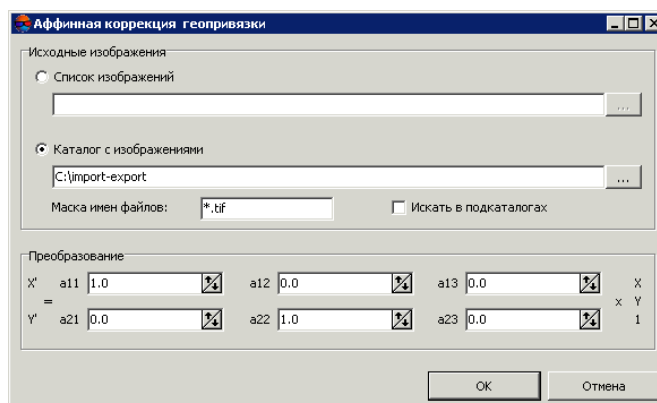 Аффинная коррекция геопривязки
Исходные изображения
Список изображений
...
Каталог с изображениями
C:\import-export
...
Маска имен файлов: *.tif Искать в подкаталогах
Преобразование
X' a11 1.0 a12 0.0 a13 0.0 X
= x Y
Y' a21 0.0 a22 1.0 a23 0.0 1
OK Отмена